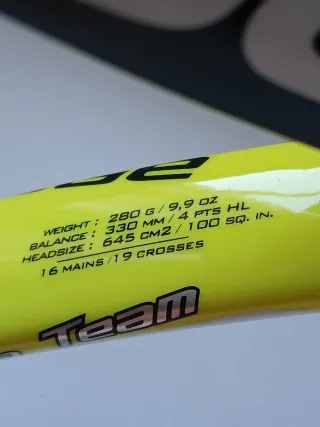 WEIGHT : 280 G / 9,9 OZ
BALANCE : 330 MM / 4 PTS HL
HEADSIZE : 645 CM2 / 100 SQ. IN.
16 MAINS / 19 CROSSES
Team